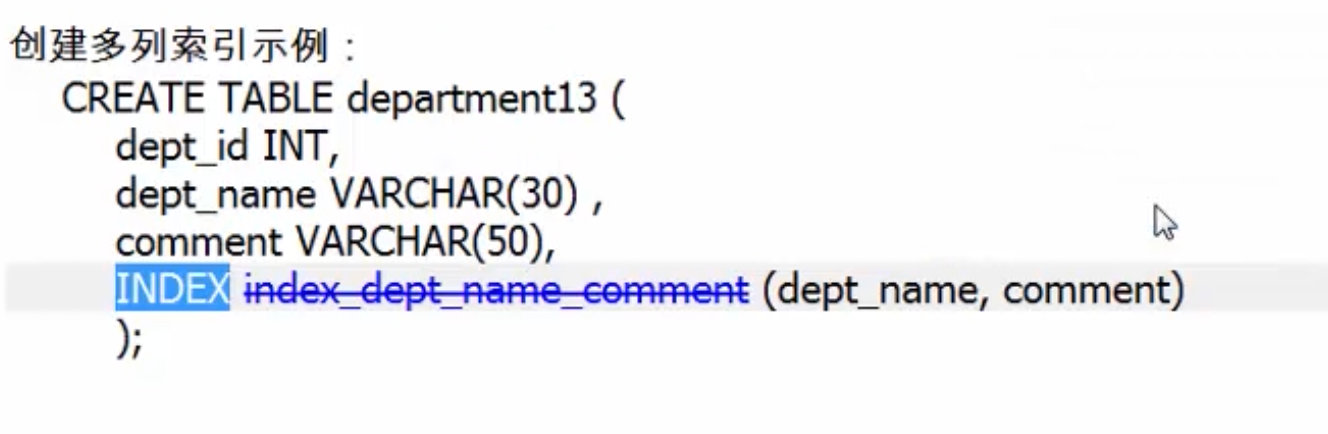 创建多列索引示例：
CREATE TABLE department13 (
dept_id INT,
dept_name VARCHAR(30) ,
comment VARCHAR(50),
INDEX index_dept_name_comment (dept_name, comment)
);